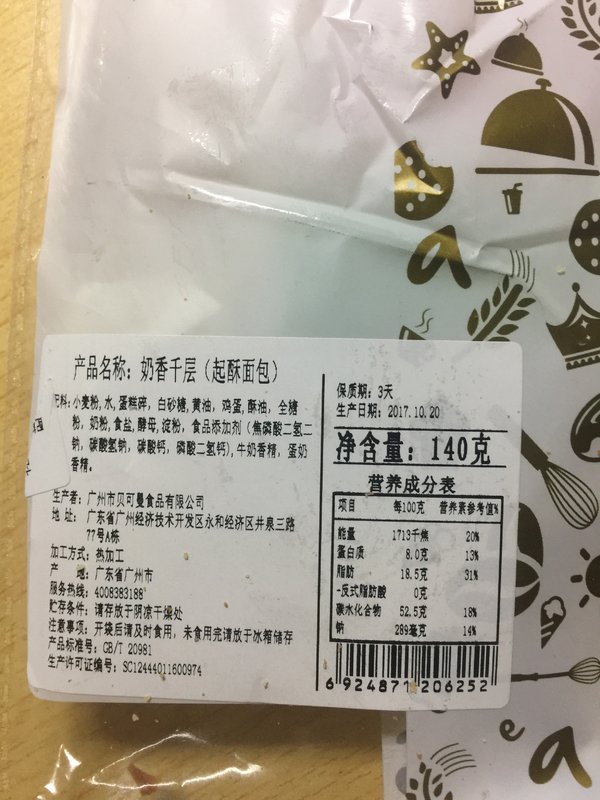 产品名称：奶香千层（起酥面包）
配料：小麦粉,水,蛋糕碎，白砂糖,黄油，鸡蛋,酥油，全糖
粉，奶粉,食盐,酵母,淀粉，食品添加剂（焦磷酸二氢二
钠，碳酸氢钠，碳酸钙，磷酸二氢钙）,牛奶香精，蛋奶
香精。
生产者：广州市贝可曼食品有限公司
地 址：广东省广州经济技术开发区永和经济区井泉三路
77号A栋
加工方式：热加工
产 地：广东省广州市
服务热线：4008383188
贮存条件：请存放于阴凉干燥处
注意事项：开袋后请及时食用，未食用完请放于冰箱储存
产品标准号：GB/T 20981
生产许可证编号：SC12444011600974
保质期：3天
生产日期：2017.10.20
净含量：140克
营养成分表
项目 每100克 营养素参考值%
能量 1713千焦 20%
蛋白质 8.0克 13%
脂肪 18.5克 31%
-反式脂肪酸 0克
碳水化合物 52.5克 18%
钠 289毫克 14%
6 924871 206252
a
a
e
a